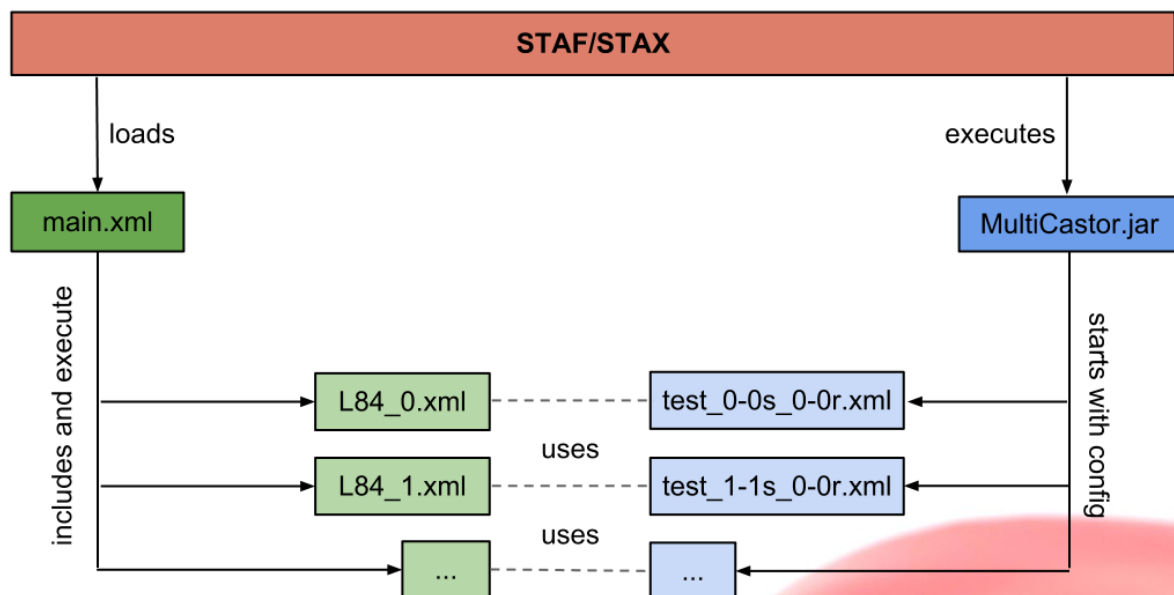 STAF/STAX
loads
executes
main.xml
MultiCastor.jar
includes and execute
starts with config
L84_0.xml
test_0-0s_0-0r.xml
uses
L84_1.xml
test_1-1s_0-0r.xml
uses
...
...